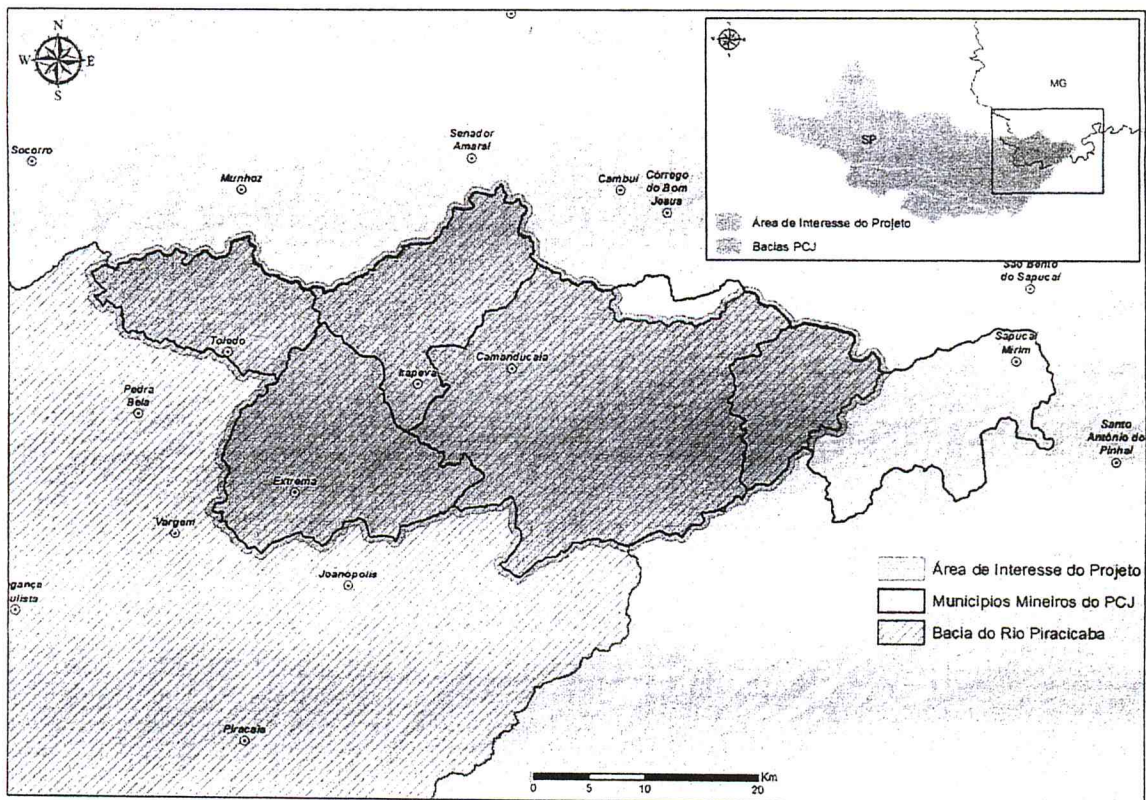 N
W E
S
Socorro
Munhoz
Senador
Amaral
Cambuí
Córrego
do Bom
Jesus
MG
SP
Área de Interesse do Projeto
Bacias PCJ
São Bento
do Sapucaí
Toledo
Pedra
Bela
Itapeva
Camanducaia
Sapucaí
Mirim
Santo
Antônio do
Pinhal
Extrema
Vargem
Joanópolis
gança
ulista
Piracaia
Área de Interesse do Projeto
Municípios Mineiros do PCJ
Bacia do Rio Piracicaba
Km
0 5 10 20